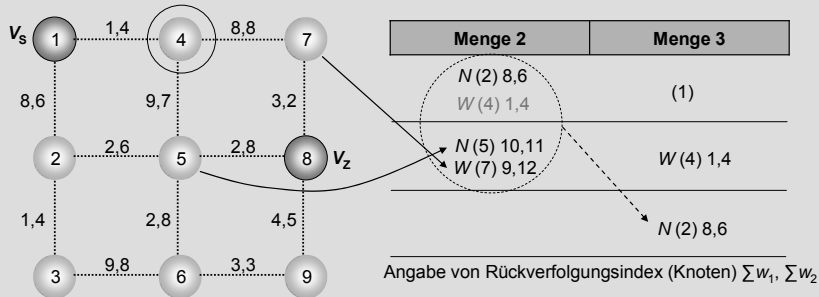 V_S 1 1,4 4 8,8 7
8,6 9,7 3,2
2 2,6 5 2,8 8 V_Z
1,4 2,8 4,5
3 9,8 6 3,3 9
Menge 2 Menge 3
N (2) 8,6
W (4) 1,4
(1)
N (5) 10,11
W (7) 9,12
W (4) 1,4
N (2) 8,6
Angabe von Rückverfolgungsindex (Knoten) ∑w₁, ∑w₂